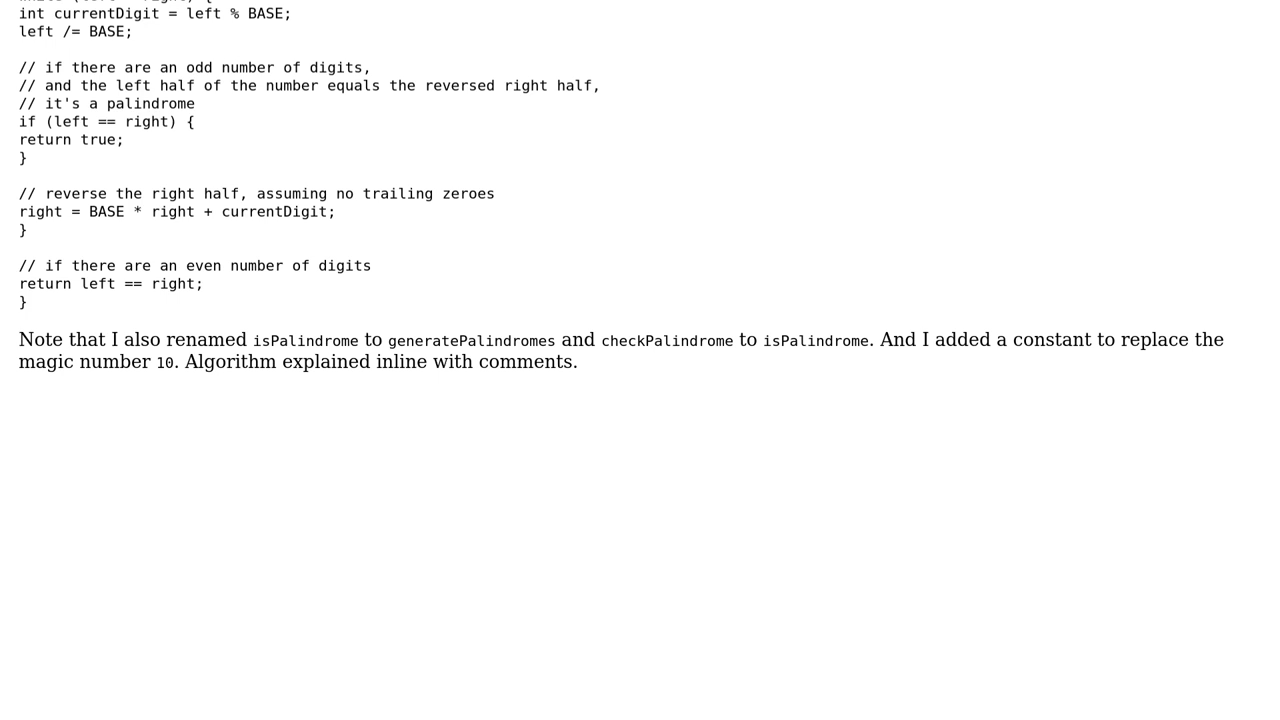 int currentDigit = left % BASE;
left /= BASE;
// if there are an odd number of digits,
// and the left half of the number equals the reversed right half,
// it's a palindrome
if (left == right) {
return true;
}
// reverse the right half, assuming no trailing zeroes
right = BASE * right + currentDigit;
}
// if there are an even number of digits
return left == right;
}
Note that I also renamed isPalindrome to generatePalindromes and checkPalindrome to isPalindrome. And I added a constant to replace the
magic number 10. Algorithm explained inline with comments.